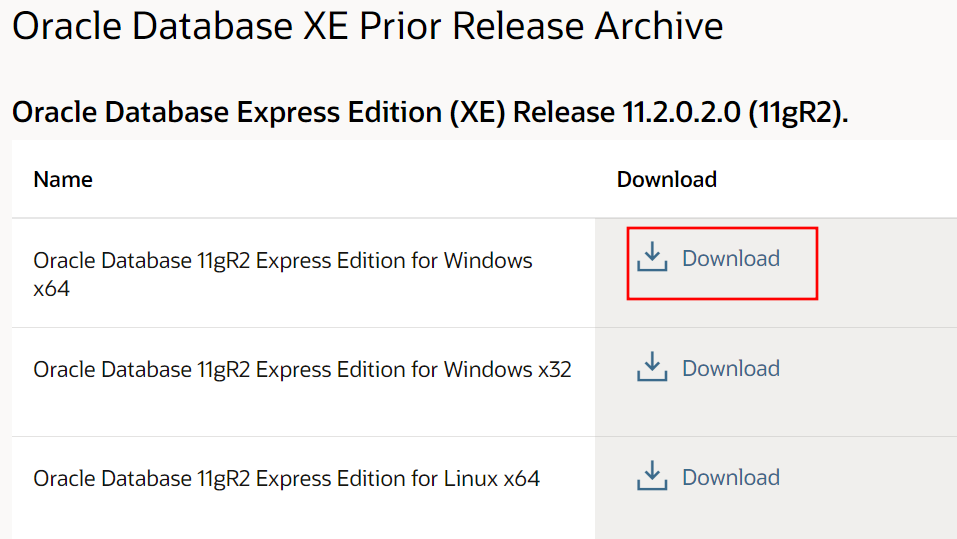 Oracle Database XE Prior Release Archive
Oracle Database Express Edition (XE) Release 11.2.0.2.0 (11gR2).
Name Download
Oracle Database 11gR2 Express Edition for Windows
x64
Download
Oracle Database 11gR2 Express Edition for Windows x32 Download
Oracle Database 11gR2 Express Edition for Linux x64 Download